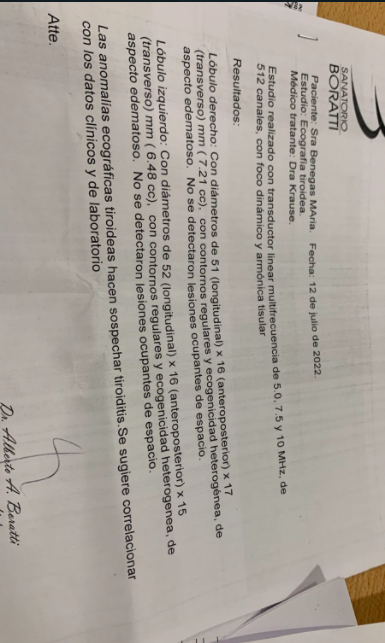 SANATORIO
BORATTI
Paciente: Sra Benegas MAria. Fecha: 12 de julio de 2022.
Estudio: Ecografía tiroidea.
Médico tratante: Dra Krause.
Estudio realizado con transductor linear multifrecuencia de 5.0, 7.5 y 10 MHz, de
512 canales, con foco dinámico y armónica tisular
Resultados:
Lóbulo derecho: Con diámetros de 51 (longitudinal) x 16 (anteroposterior) x 17
(transverso) mm ( 7.21 cc), con contornos regulares y ecogenicidad heterogénea, de
aspecto edematoso. No se detectaron lesiones ocupantes de espacio.
Lóbulo izquierdo: Con diámetros de 52 (longitudinal) x 16 (anteroposterior) x 15
(transverso) mm ( 6.48 cc), con contornos regulares y ecogenicidad heterogenea, de
aspecto edematoso. No se detectaron lesiones ocupantes de espacio.
Las anomalías ecográficas tiroideas hacen sospechar tiroiditis.Se sugiere correlacionar
con los datos clínicos y de laboratorio
Atte.
Dr. Alberto A. Boratti